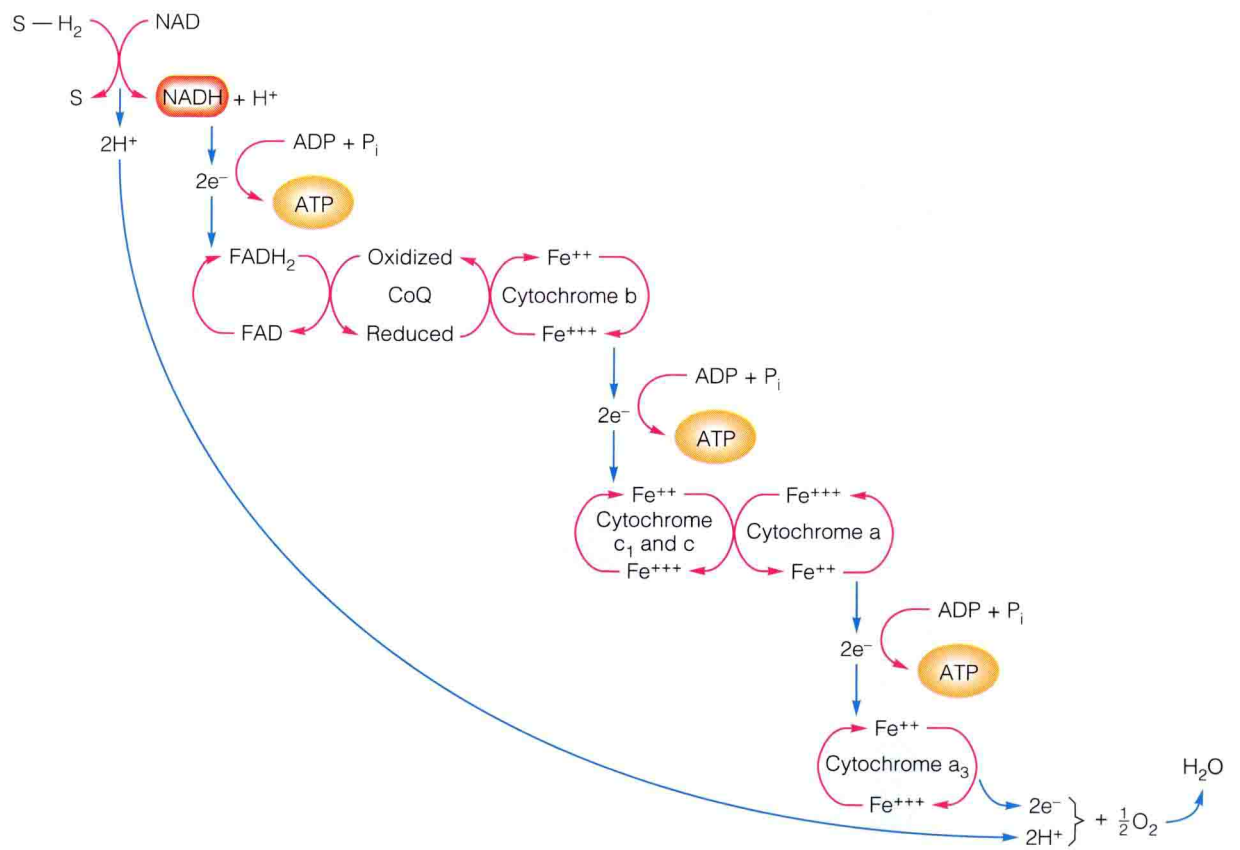 S — H₂ NAD
S NADH + H⁺
2H⁺
ADP + Pᵢ
2e⁻
ATP
FADH₂ Oxidized Fe⁺⁺
CoQ Cytochrome b
FAD Reduced Fe⁺⁺⁺
ADP + Pᵢ
2e⁻
ATP
Fe⁺⁺ Fe⁺⁺⁺
Cytochrome
c₁ and c
Cytochrome a
Fe⁺⁺⁺ Fe⁺⁺
ADP + Pᵢ
2e⁻
ATP
Fe⁺⁺
Cytochrome a₃
Fe⁺⁺⁺
2e⁻
2H⁺
} + ½O₂
H₂O